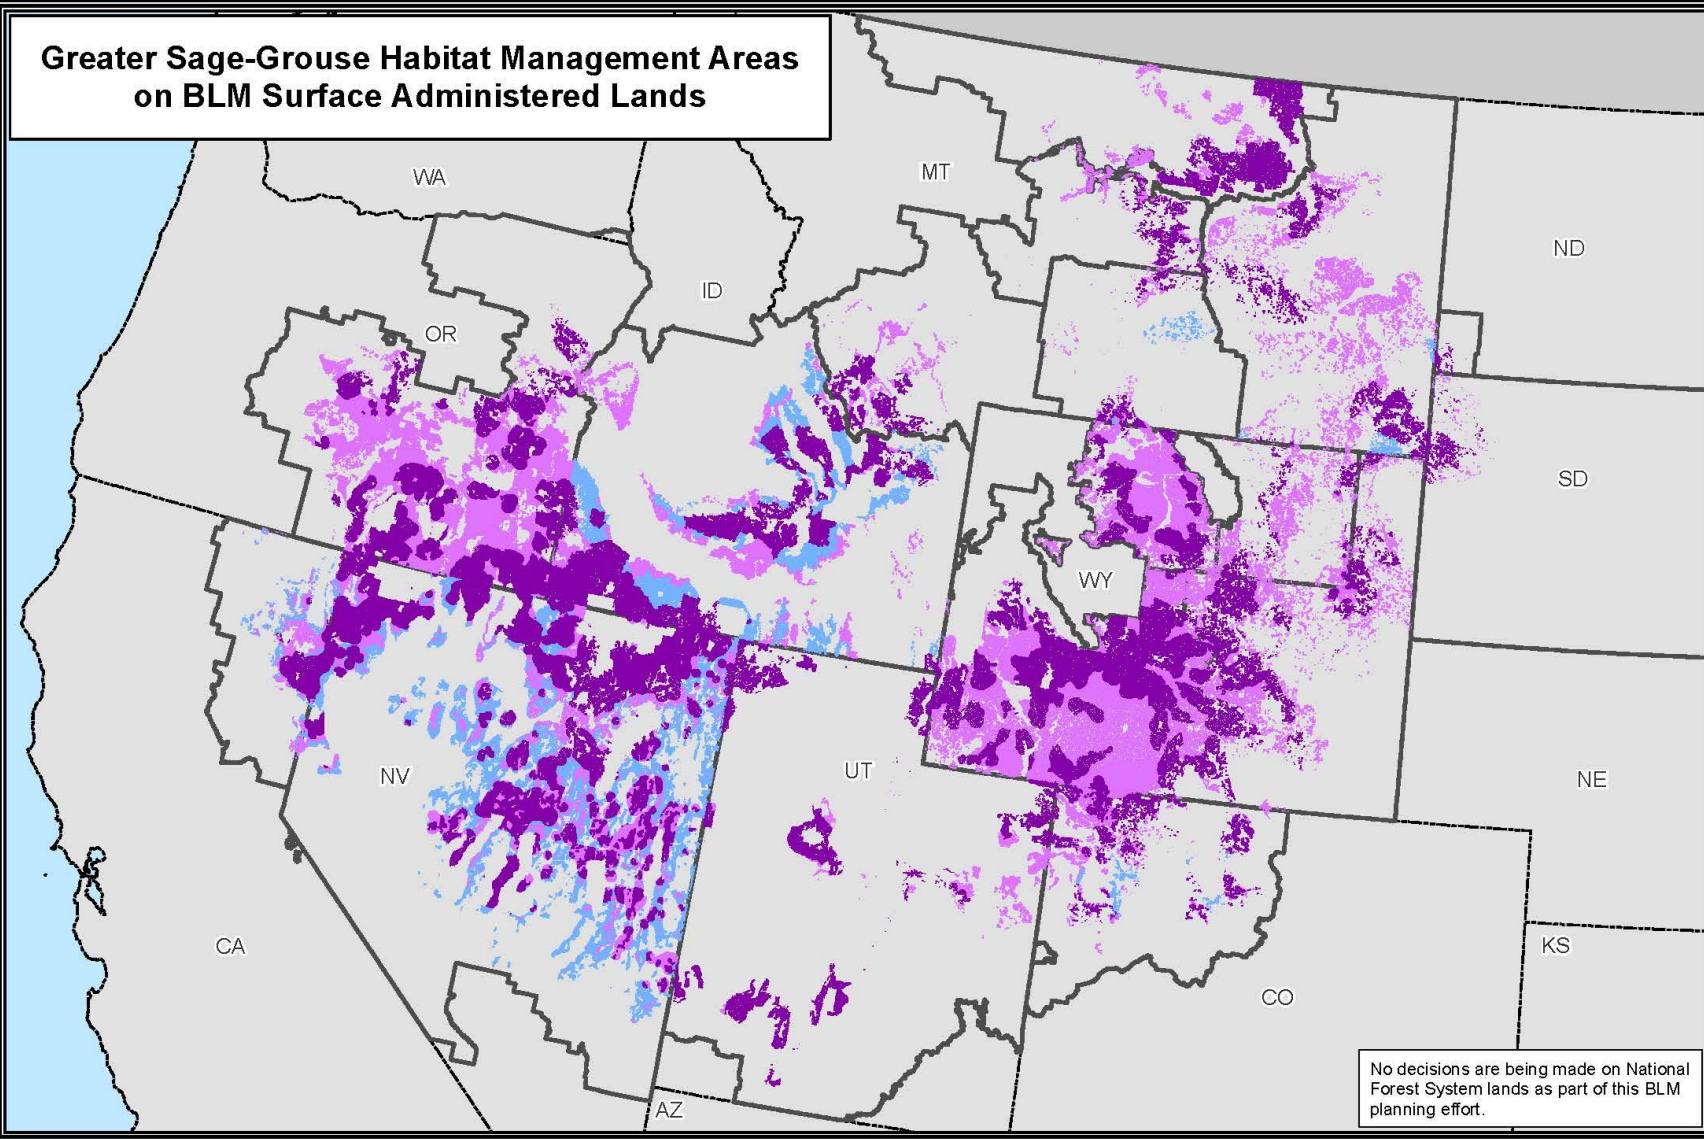 Greater Sage-Grouse Habitat Management Areas
on BLM Surface Administered Lands
WA
MT
ND
ID
OR
SD
WY
NV
UT
NE
CA
CO
KS
AZ
No decisions are being made on National
Forest System lands as part of this BLM
planning effort.